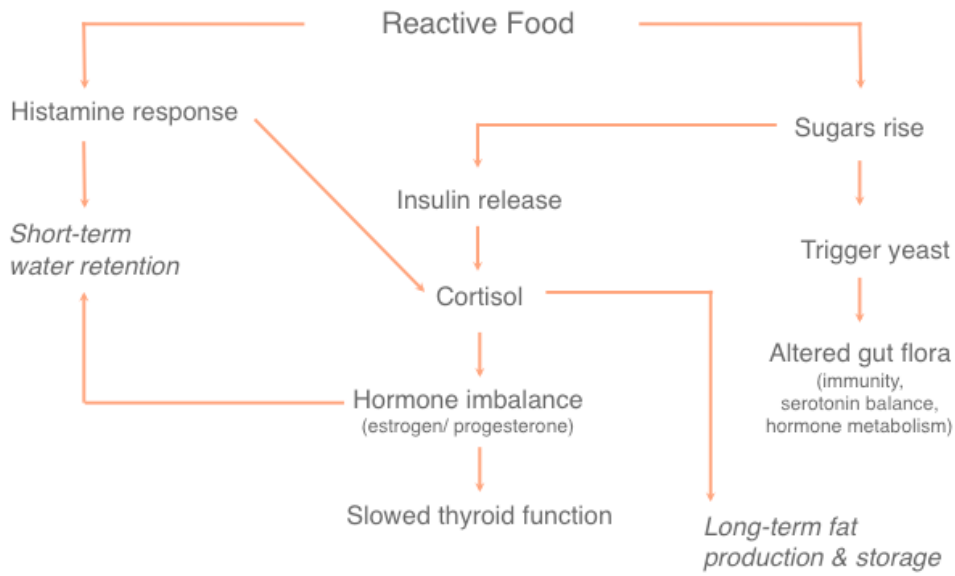 Reactive Food
Histamine response
Sugars rise
Insulin release
Short-term
water retention
Trigger yeast
Cortisol
Altered gut flora
(immunity,
serotonin balance,
hormone metabolism)
Hormone imbalance
(estrogen/ progesterone)
Slowed thyroid function
Long-term fat
production & storage